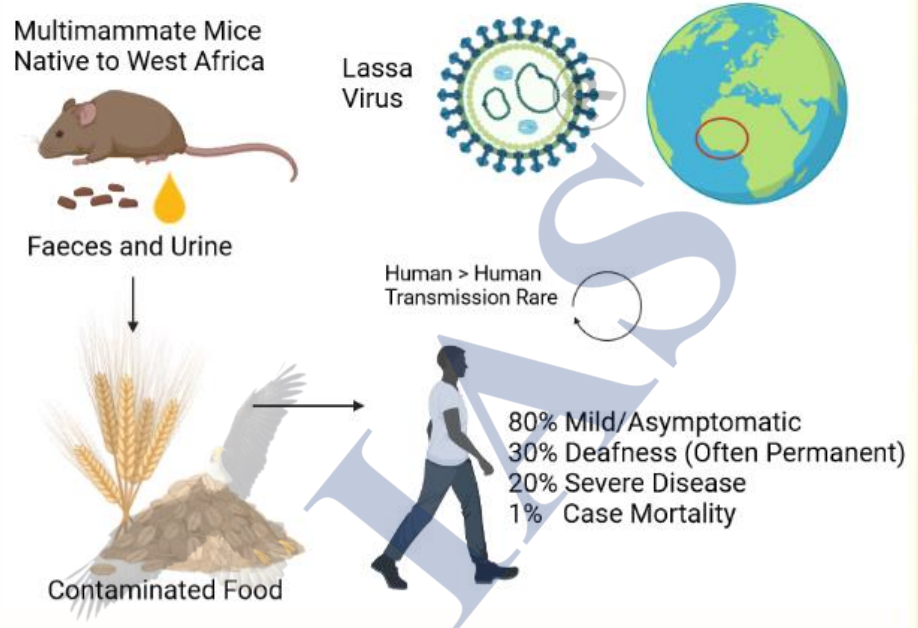 Multimammate Mice
Native to West Africa
Lassa
Virus
Faeces and Urine
Human > Human
Transmission Rare
80% Mild/Asymptomatic
30% Deafness (Often Permanent)
20% Severe Disease
1% Case Mortality
Contaminated Food
IAS